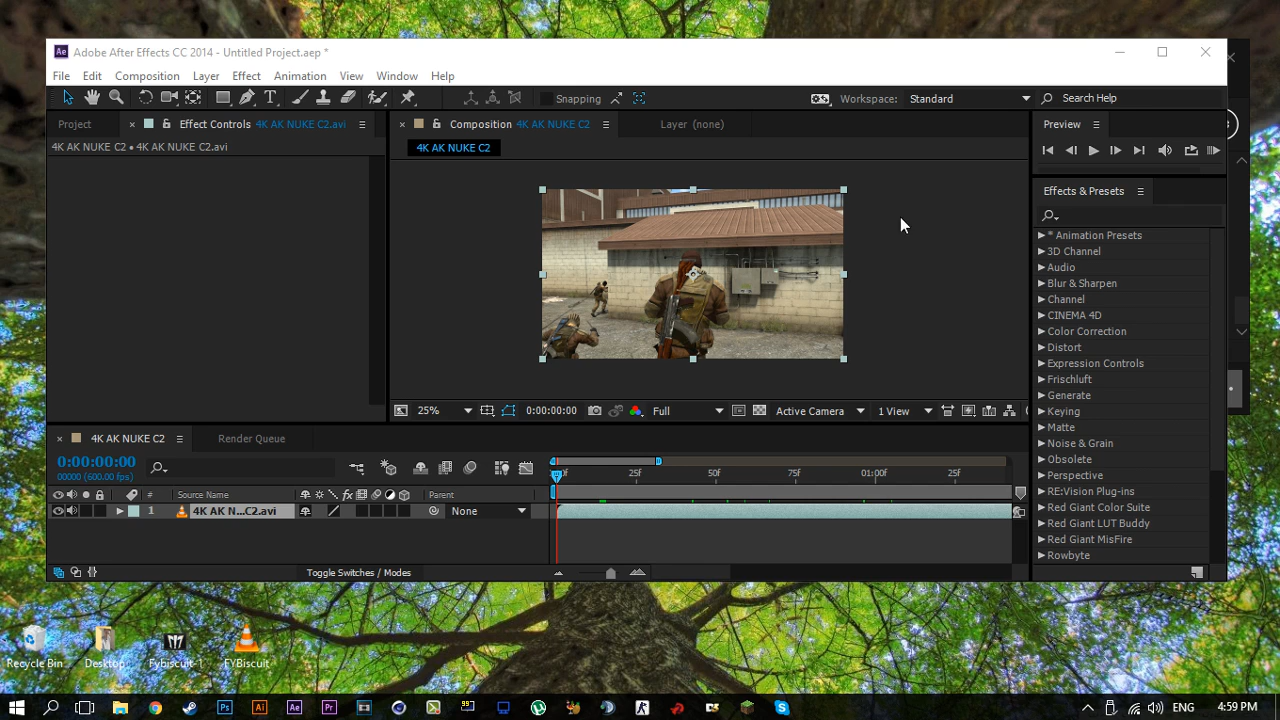 Ae Adobe After Effects CC 2014 - Untitled Project.aep *
File Edit Composition Layer Effect Animation View Window Help
Snapping Workspace: Standard Search Help
Project Effect Controls 4K AK NUKE C2.avi Composition 4K AK NUKE C2 Layer (none) Preview
4K AK NUKE C2 • 4K AK NUKE C2.avi 4K AK NUKE C2
Effects & Presets
* Animation Presets
3D Channel
Audio
Blur & Sharpen
Channel
CINEMA 4D
Color Correction
Distort
Expression Controls
Frischluft
Generate
Keying
Matte
Noise & Grain
Obsolete
Perspective
RE:Vision Plug-ins
Red Giant Color Suite
Red Giant LUT Buddy
Red Giant MisFire
Rowbyte
25% 0:00:00:00 Full Active Camera 1 View
4K AK NUKE C2 Render Queue
0:00:00:00
00000 (600.00 fps)
25f 50f 75f 01:00f 25f
# Source Name Parent
1 4K AK N...C2.avi None
Toggle Switches / Modes
Recycle Bin Desktop Fybiscuit-1 FYBiscuit
Ps Ai Ae Pr
ENG 4:59 PM